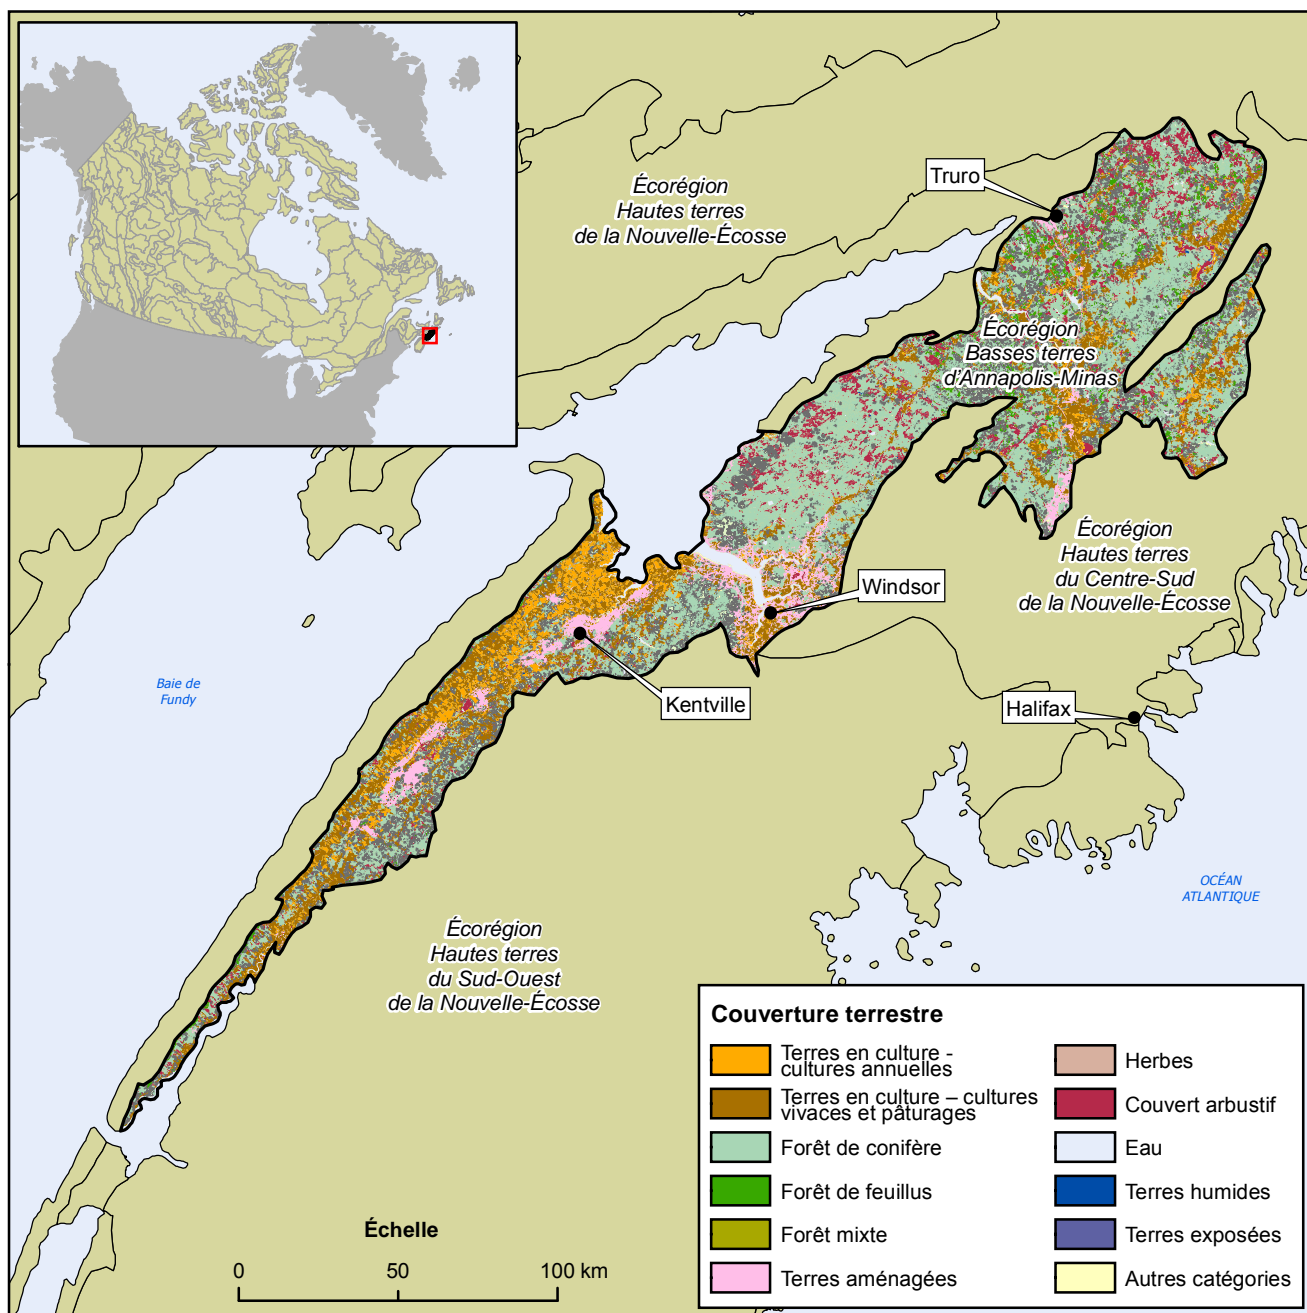 Écorégion
Hautes terres
de la Nouvelle-Écosse
Truro
Écorégion
Basses terres
d'Annapolis-Minas
Écorégion
Hautes terres
du Centre-Sud
de la Nouvelle-Écosse
Windsor
Kentville
Halifax
Baie de
Fundy
OCÉAN
ATLANTIQUE
Écorégion
Hautes terres
du Sud-Ouest
de la Nouvelle-Écosse
Échelle
0 50 100 km
Couverture terrestre
Terres en culture -
cultures annuelles
Terres en culture – cultures
vivaces et pâturages
Forêt de conifère
Forêt de feuillus
Forêt mixte
Terres aménagées
Herbes
Couvert arbustif
Eau
Terres humides
Terres exposées
Autres catégories